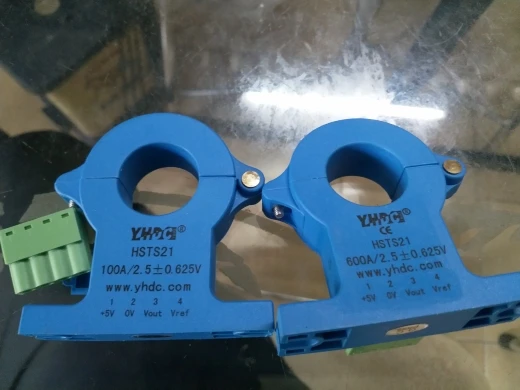 YHDC
HSTS21
100A/2.5±0.625V
www.yhdc.com
1 2 3 4
+5V 0V Vout Vref
YHDC
CE
HSTS21
600A/2.5±0.625V
www.yhdc.com
1 2 3 4
+5V 0V Vout Vref